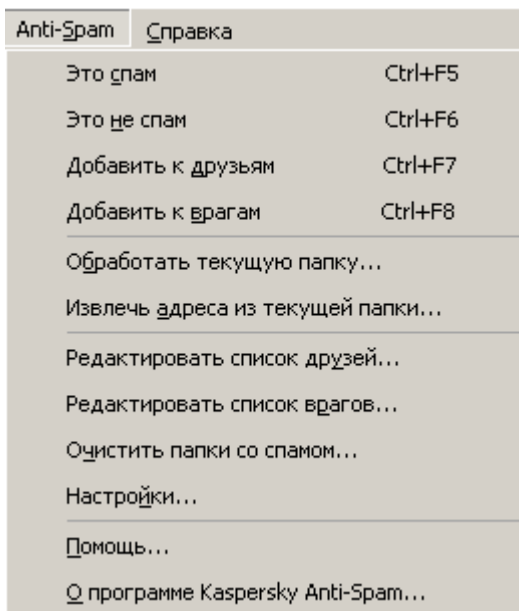 Anti-Spam Справка
Это спам Ctrl+F5
Это не спам Ctrl+F6
Добавить к друзьям Ctrl+F7
Добавить к врагам Ctrl+F8
Обработать текущую папку...
Извлечь адреса из текущей папки...
Редактировать список друзей...
Редактировать список врагов...
Очистить папки со спамом...
Настройки...
Помощь...
О программе Kaspersky Anti-Spam...